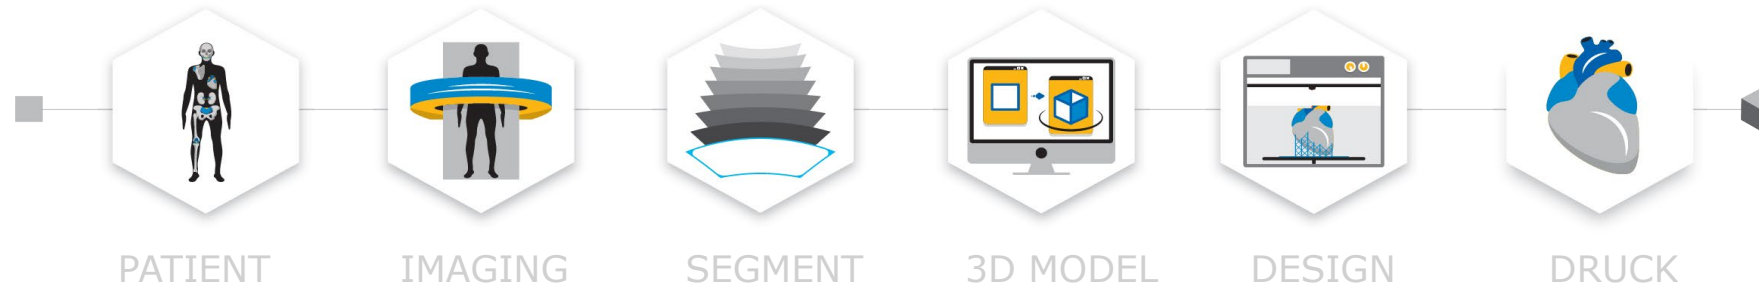 PATIENT
IMAGING
SEGMENT
3D MODEL
DESIGN
DRUCK